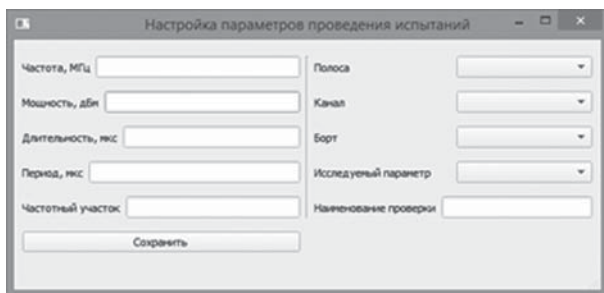 Настройка параметров проведения испытаний
Частота, МГц
Мощность, дБм
Длительность, мкс
Период, мкс
Частотный участок
Сохранить
Полоса
Канал
Борт
Исследуемый параметр
Наименование проверки